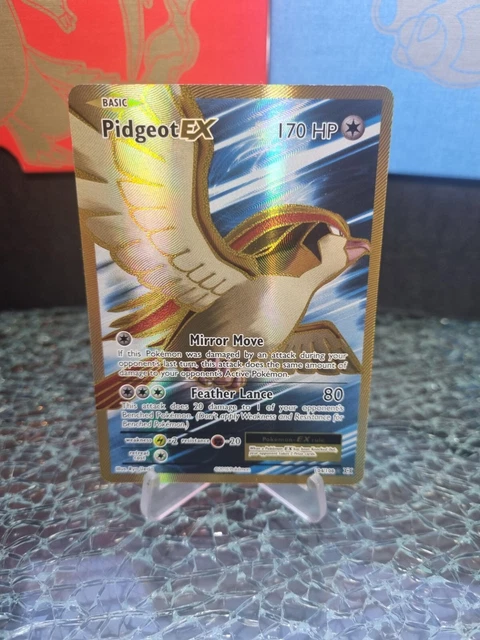 BASIC
PidgeotEX 170 HP
Mirror Move
If this Pokémon was damaged by an attack during your
opponent's last turn, this attack does the same amount of
damage to your opponent's Active Pokémon.
Feather Lance 80
This attack does 20 damage to 1 of your opponent's
Benched Pokémon. (Don't apply Weakness and Resistance for
Benched Pokémon.)
weakness ×2 resistance -20
Pokémon EX rule
retreat cost